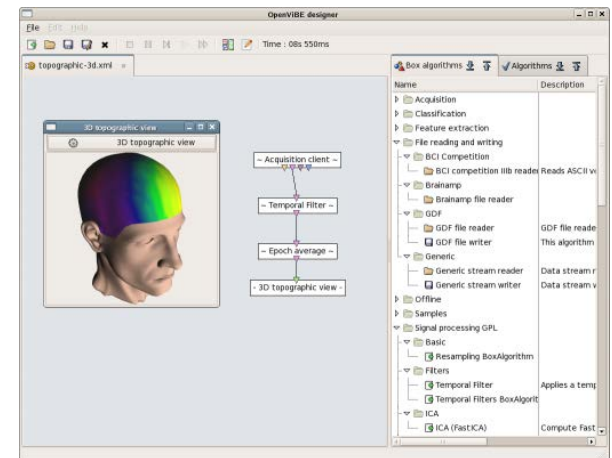 OpenViBE designer
File Edit Help
Time : 08s 550ms
topographic-3d.xml
3D topographic view
3D topographic view
~ Acquisition client ~
~ Temporal Filter ~
~ Epoch average ~
- 3D topographic view -
Box algorithms Algorithms
Name Description
Acquisition
Classification
Feature extraction
File reading and writing
BCI Competition
BCI competition IIIb reader Reads ASCII v
Brainamp
Brainamp file reader
GDF
GDF file reader GDF file reade
GDF file writer This algorithm
Generic
Generic stream reader Data stream r
Generic stream writer Data stream w
Offline
Samples
Signal processing GPL
Basic
Resampling BoxAlgorithm
Filters
Temporal Filter Applies a temp
Temporal Filters BoxAlgorit
ICA
ICA (FastICA) Compute Fast